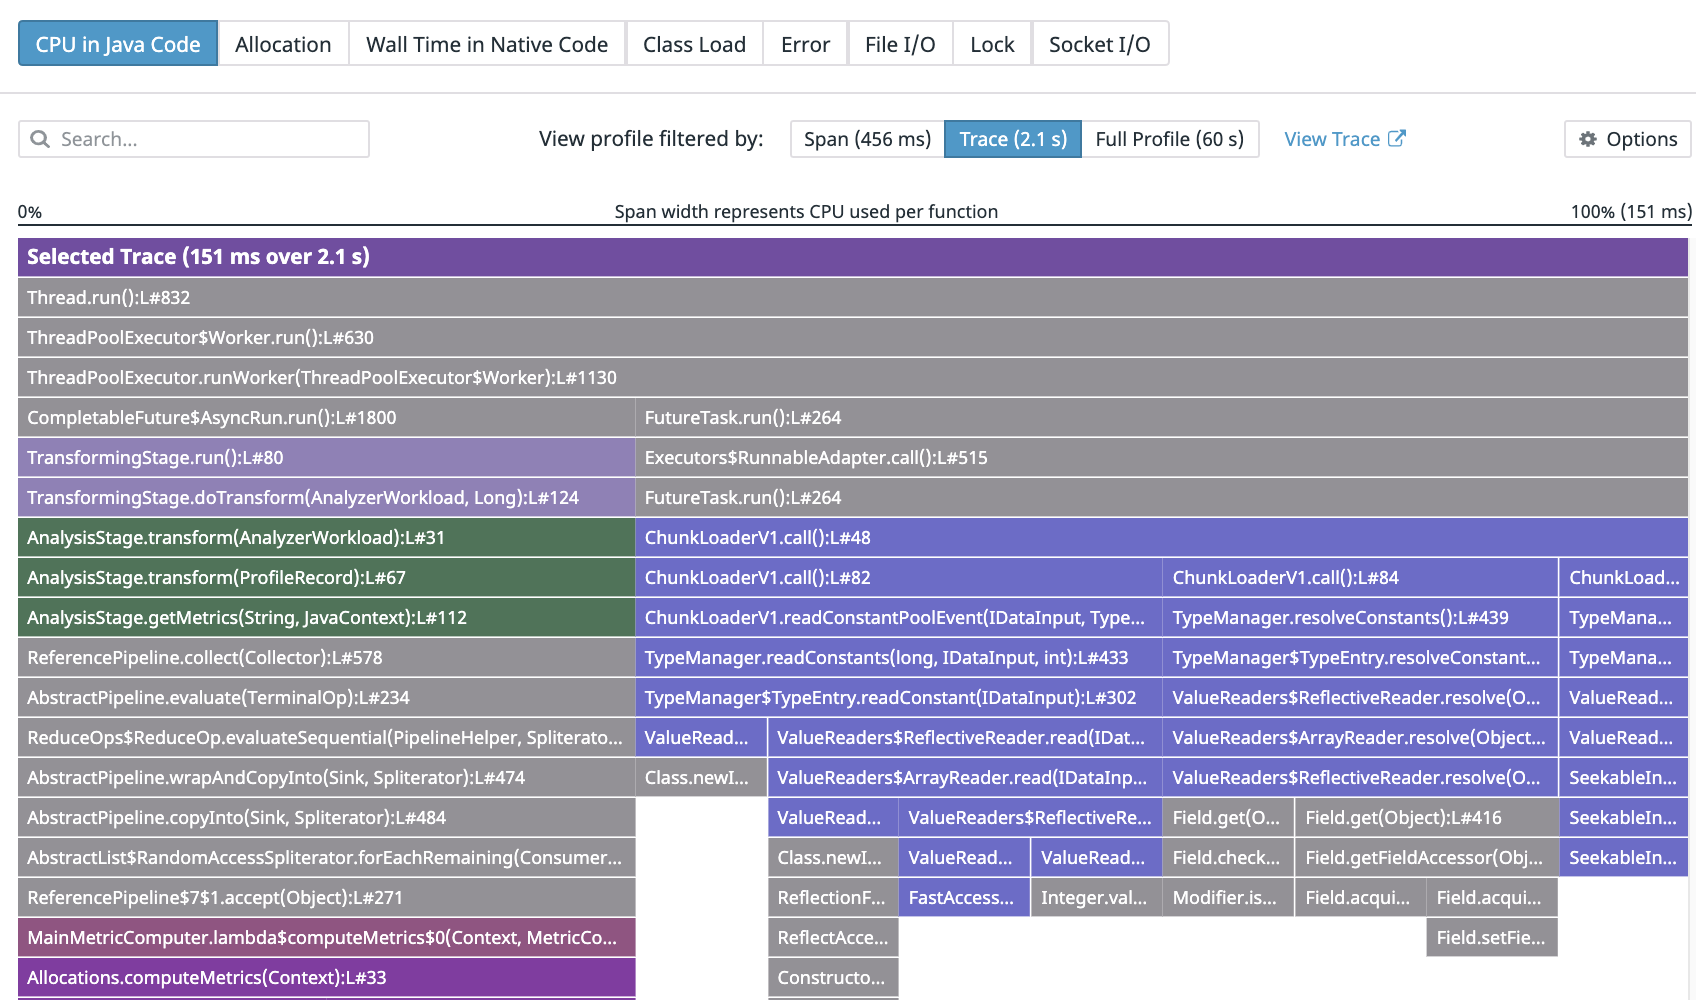 CPU in Java Code Allocation Wall Time in Native Code Class Load Error File I/O Lock Socket I/O
Search... View profile filtered by: Span (456 ms) Trace (2.1 s) Full Profile (60 s) View Trace Options
0% Span width represents CPU used per function 100% (151 ms)
Selected Trace (151 ms over 2.1 s)
Thread.run():L#832
ThreadPoolExecutor$Worker.run():L#630
ThreadPoolExecutor.runWorker(ThreadPoolExecutor$Worker):L#1130
CompletableFuture$AsyncRun.run():L#1800 FutureTask.run():L#264
TransformingStage.run():L#80 Executors$RunnableAdapter.call():L#515
TransformingStage.doTransform(AnalyzerWorkload, Long):L#124 FutureTask.run():L#264
AnalysisStage.transform(AnalyzerWorkload):L#31 ChunkLoaderV1.call():L#48
AnalysisStage.transform(ProfileRecord):L#67 ChunkLoaderV1.call():L#82 ChunkLoaderV1.call():L#84 ChunkLoad...
AnalysisStage.getMetrics(String, JavaContext):L#112 ChunkLoaderV1.readConstantPoolEvent(IDataInput, Type... TypeManager.resolveConstants():L#439 TypeMana...
ReferencePipeline.collect(Collector):L#578 TypeManager.readConstants(long, IDataInput, int):L#433 TypeManager$TypeEntry.resolveConstant... TypeMana...
AbstractPipeline.evaluate(TerminalOp):L#234 TypeManager$TypeEntry.readConstant(IDataInput):L#302 ValueReaders$ReflectiveReader.resolve(O... ValueRead...
ReduceOps$ReduceOp.evaluateSequential(PipelineHelper, Spliterato... ValueRead... ValueReaders$ReflectiveReader.read(IDat... ValueReaders$ArrayReader.resolve(Object... ValueRead...
AbstractPipeline.wrapAndCopyInto(Sink, Spliterator):L#474 Class.newI... ValueReaders$ArrayReader.read(IDataInp... ValueReaders$ReflectiveReader.resolve(O... SeekableIn...
AbstractPipeline.copyInto(Sink, Spliterator):L#484 ValueRead... ValueReaders$ReflectiveRe... Field.get(O... Field.get(Object):L#416 SeekableIn...
AbstractList$RandomAccessSpliterator.forEachRemaining(Consumer... Class.newI... ValueRead... ValueRead... Field.check... Field.getFieldAccessor(Obj... SeekableIn...
ReferencePipeline$7$1.accept(Object):L#271 ReflectionF... FastAccess... Integer.val... Modifier.is... Field.acqui... Field.acqui...
MainMetricComputer.lambda$computeMetrics$0(Context, MetricCo... ReflectAcce... Field.setFie...
Allocations.computeMetrics(Context):L#33 Constructo...